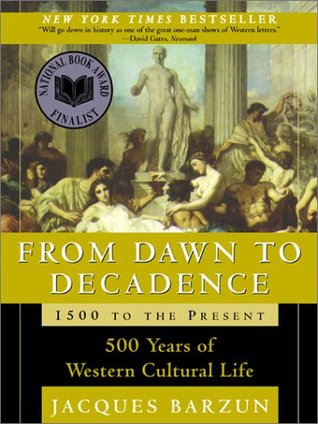 NEW YORK TIMES BESTSELLER
"Will go down in history as one of the great one-man shows of Western letters."
—David Gates, Newsweek
NATIONAL BOOK AWARD
FINALIST
FROM DAWN TO
DECADENCE
1500 TO THE PRESENT
500 Years of
Western Cultural Life
JACQUES BARZUN